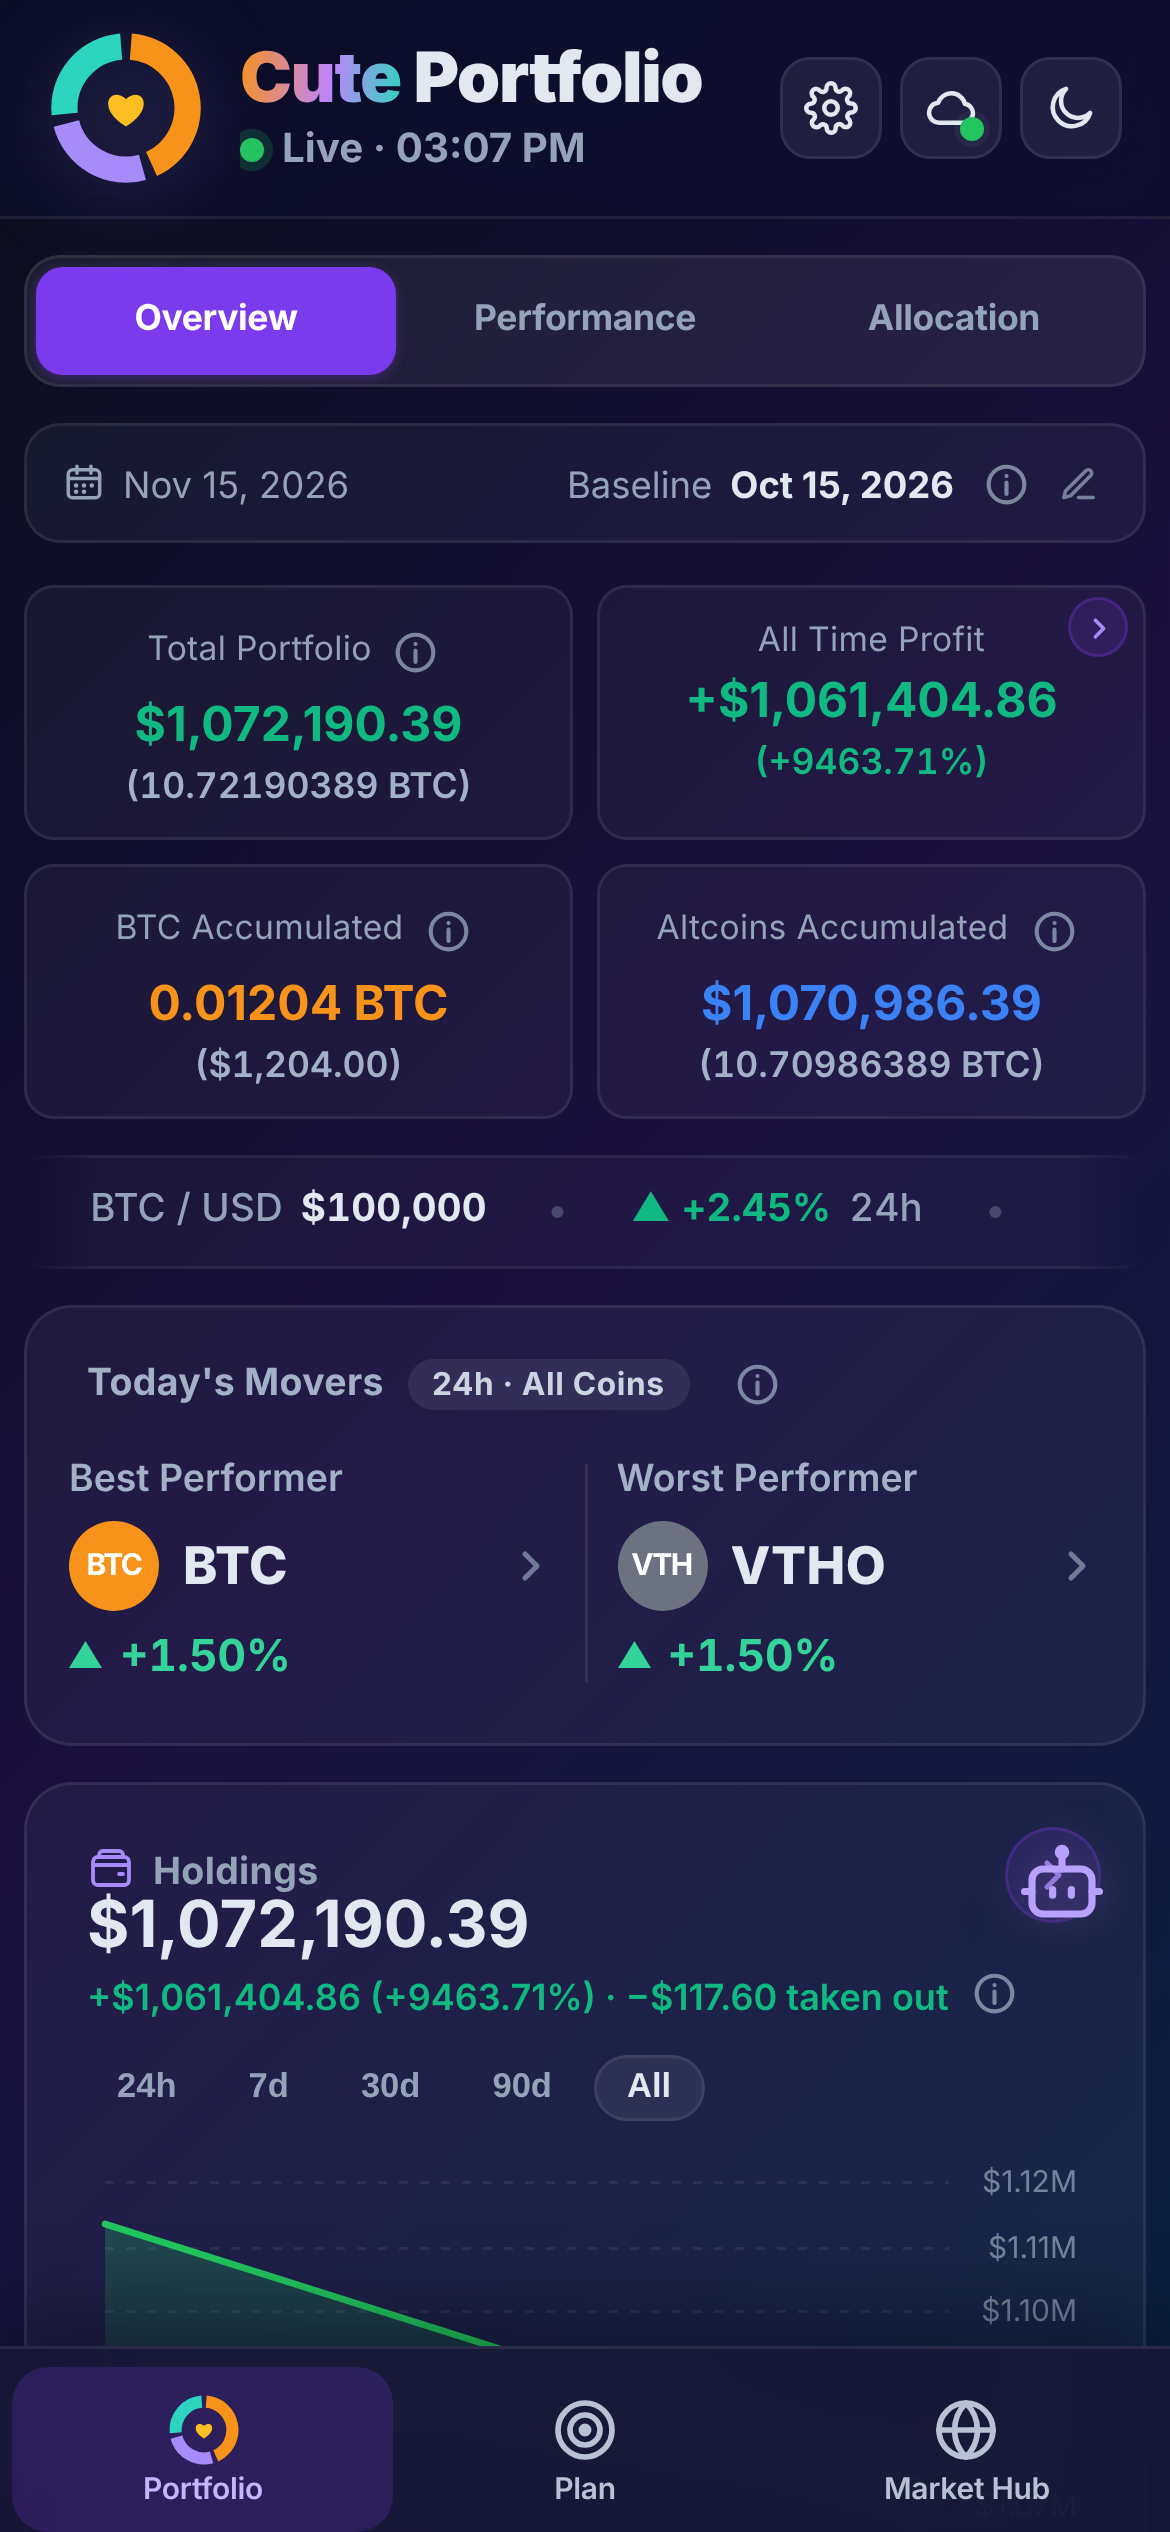 Cute Portfolio
Live · 03:07 PM
Overview
Performance
Allocation
Nov 15, 2026
Baseline Oct 15, 2026
Total Portfolio
$1,072,190.39
(10.72190389 BTC)
All Time Profit
+$1,061,404.86
(+9463.71%)
BTC Accumulated
0.01204 BTC
($1,204.00)
Altcoins Accumulated
$1,070,986.39
(10.70986389 BTC)
BTC / USD $100,000 • ▲ +2.45% 24h •
Today's Movers
24h · All Coins
Best Performer
BTC BTC
▲ +1.50%
Worst Performer
VTH VTHO
▲ +1.50%
Holdings
$1,072,190.39
+$1,061,404.86 (+9463.71%) · −$117.60 taken out
24h 7d 30d 90d All
$1.12M
$1.11M
$1.10M
$1.07M
Portfolio
Plan
Market Hub